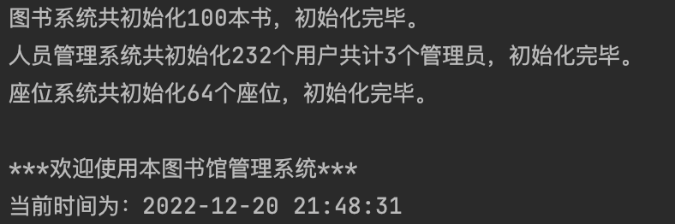 图书系统共初始化100本书，初始化完毕。
人员管理系统共初始化232个用户共计3个管理员，初始化完毕。
座位系统共初始化64个座位，初始化完毕。
***欢迎使用本图书馆管理系统***
当前时间为：2022-12-20 21:48:31